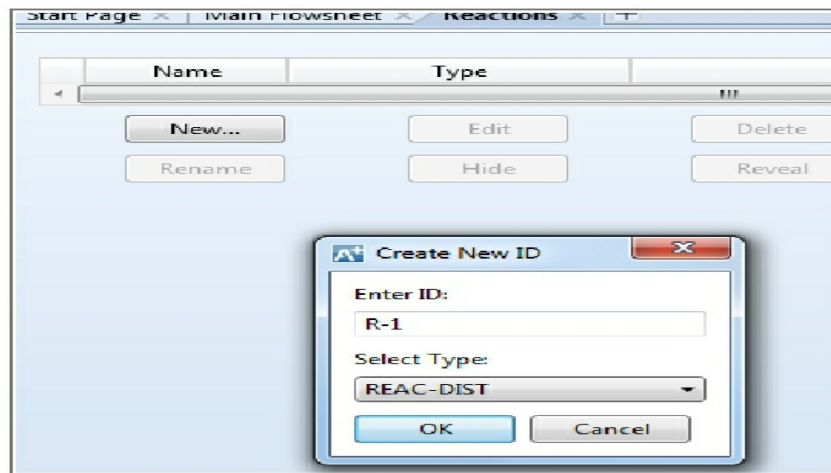 Start Page Main Flowsheet Reactions
Name Type
New... Edit Delete
Rename Hide Reveal
Create New ID
Enter ID:
R-1
Select Type:
REAC-DIST
OK Cancel